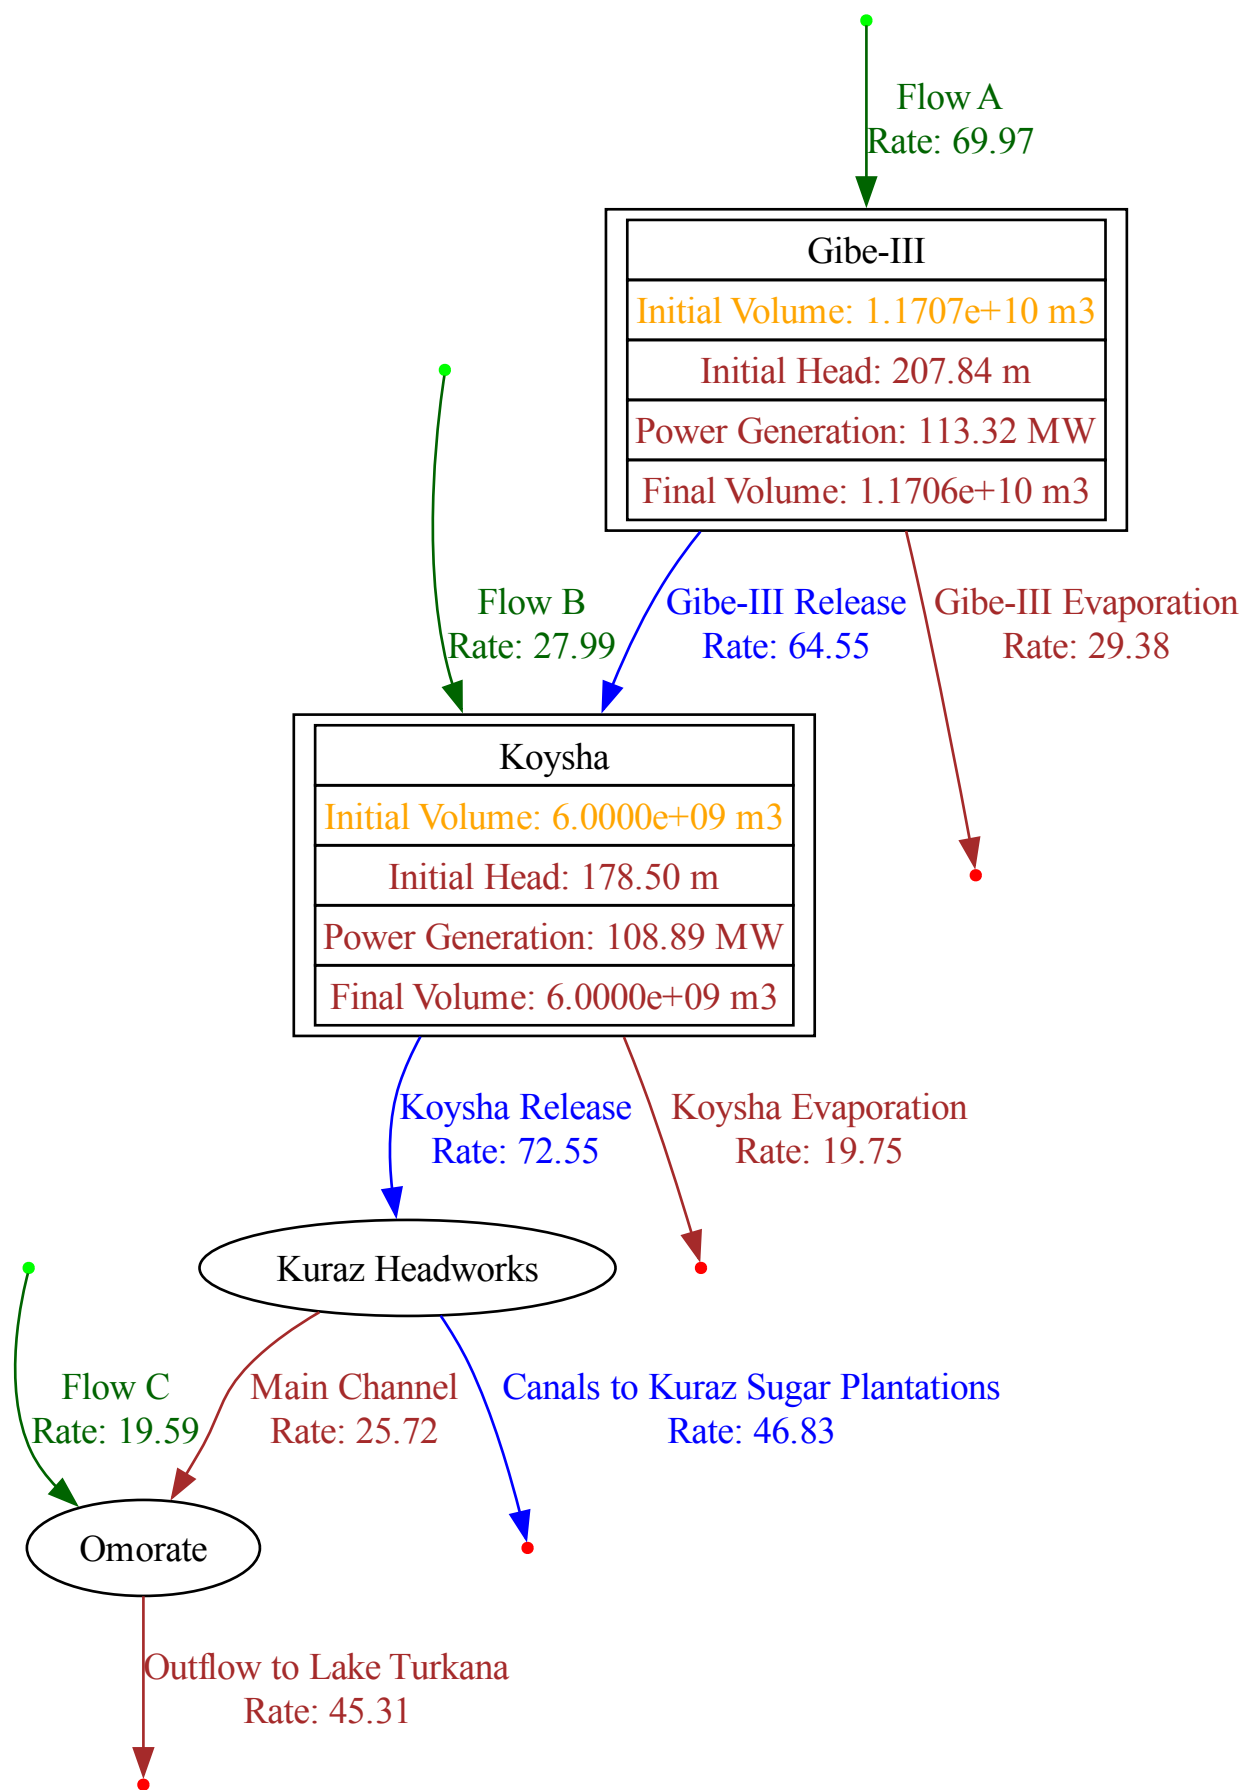 Flow A
Rate: 69.97
Gibe-III
Initial Volume: 1.1707e+10 m3
Initial Head: 207.84 m
Power Generation: 113.32 MW
Final Volume: 1.1706e+10 m3
Flow B
Rate: 27.99
Gibe-III Release
Rate: 64.55
Gibe-III Evaporation
Rate: 29.38
Koysha
Initial Volume: 6.0000e+09 m3
Initial Head: 178.50 m
Power Generation: 108.89 MW
Final Volume: 6.0000e+09 m3
Koysha Release
Rate: 72.55
Koysha Evaporation
Rate: 19.75
Kuraz Headworks
Flow C
Rate: 19.59
Main Channel
Rate: 25.72
Canals to Kuraz Sugar Plantations
Rate: 46.83
Omorate
Outflow to Lake Turkana
Rate: 45.31